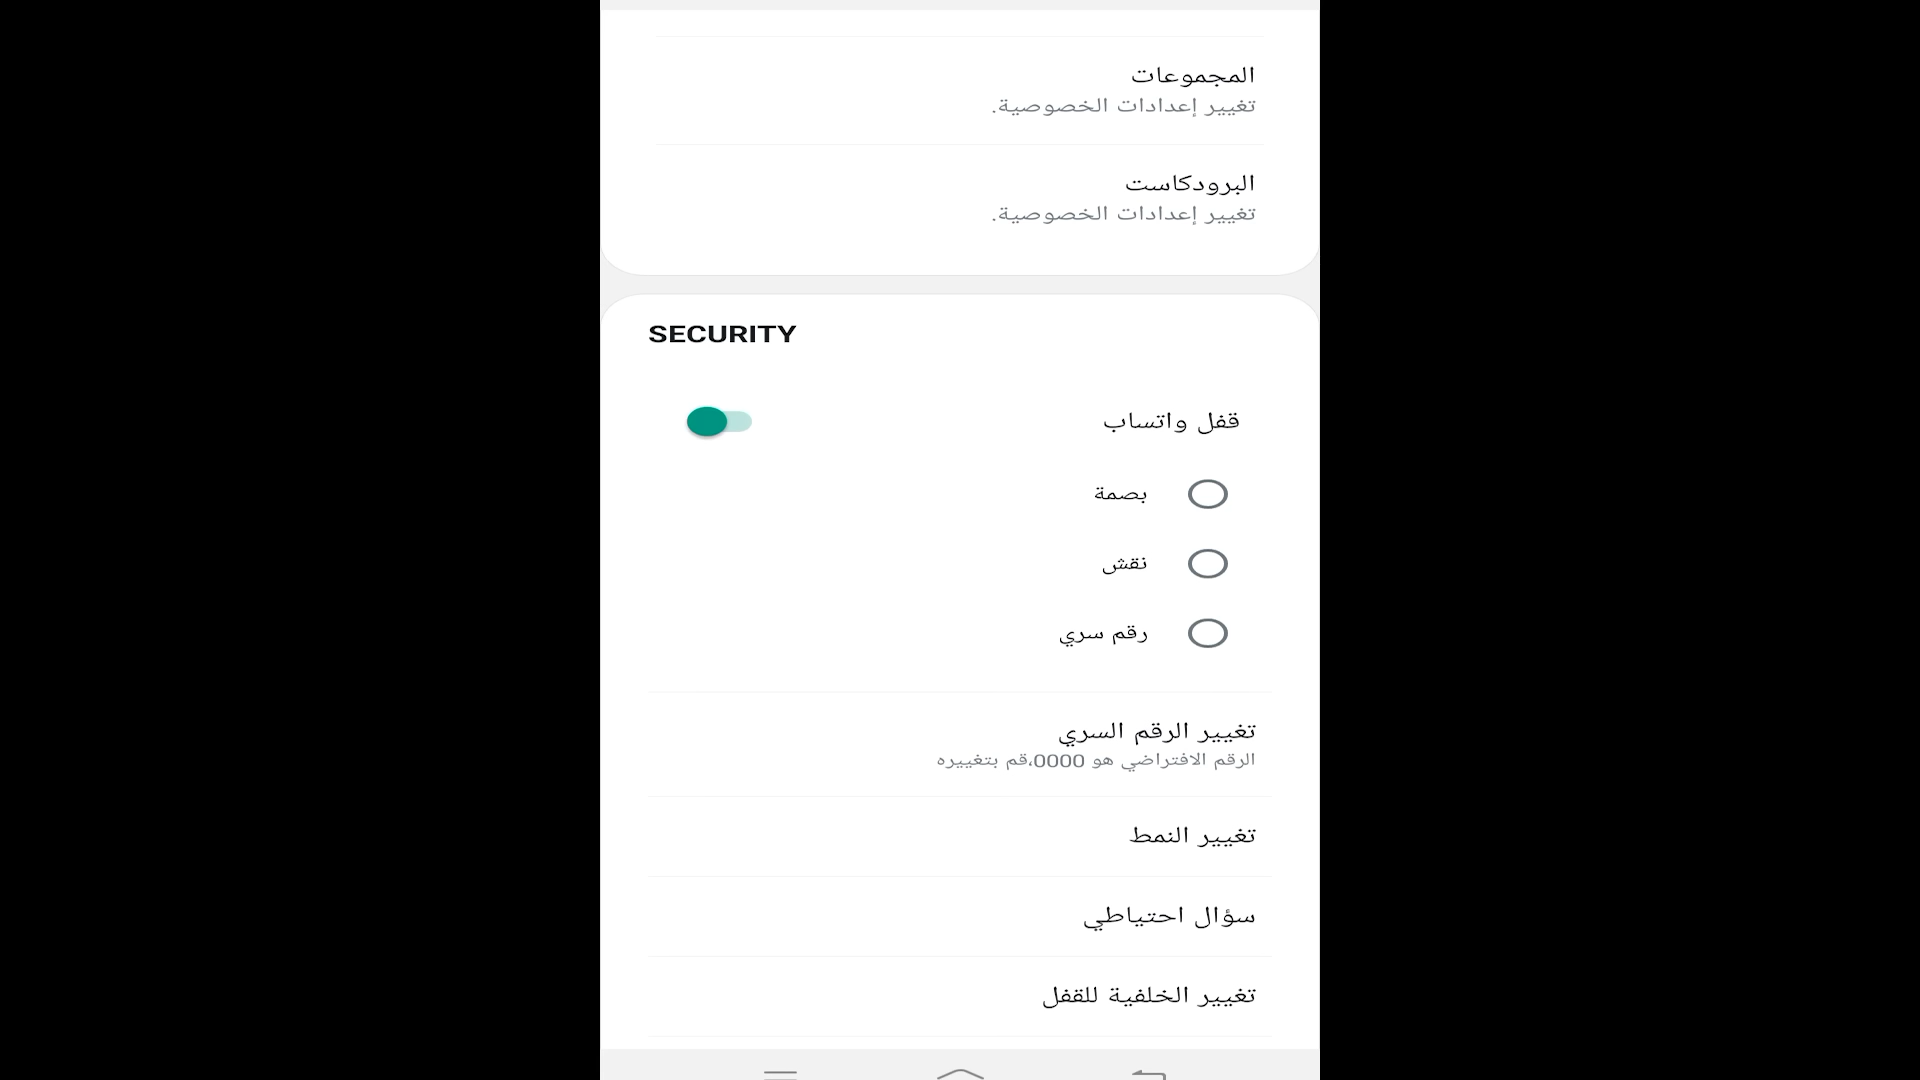 المجموعات
تغيير إعدادات الخصوصية.
البرودكاست
تغيير إعدادات الخصوصية.
SECURITY
قفل واتساب
بصمة
نقش
رقم سري
تغيير الرقم السري
الرقم الافتراضي هو 0000،قم بتغييره
تغيير النمط
سؤال احتياطي
تغيير الخلفية للقفل